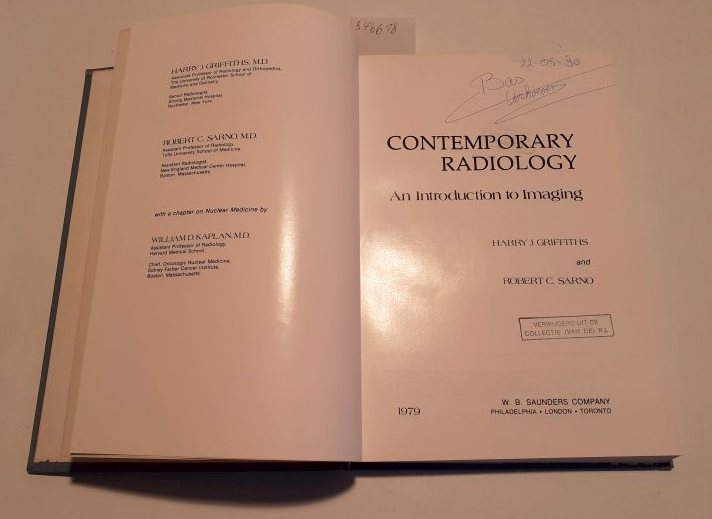 846618
HARRY J. GRIFFITHS, M.D.
Associate Professor of Radiology and Orthopaedics,
The University of Rochester School of
Medicine and Dentistry.
Senior Radiologist,
Strong Memorial Hospital,
Rochester, New York.
ROBERT C. SARNO, M.D.
Assistant Professor of Radiology,
Tufts University School of Medicine,
Assistant Radiologist,
New England Medical Center Hospital,
Boston, Massachusetts
with a chapter on Nuclear Medicine by
WILLIAM D. KAPLAN, M.D.
Assistant Professor of Radiology,
Harvard Medical School.
Chief, Oncologic Nuclear Medicine,
Sidney Farber Cancer Institute,
Boston, Massachusetts.
22-05-90
Bas
CONTEMPORARY
RADIOLOGY
An Introduction to Imaging
HARRY J. GRIFFITHS
and
ROBERT C. SARNO
VERWIJDERD UIT DE
COLLECTIE (VAN DE) R.L.
1979
W. B. SAUNDERS COMPANY
PHILADELPHIA • LONDON • TORONTO